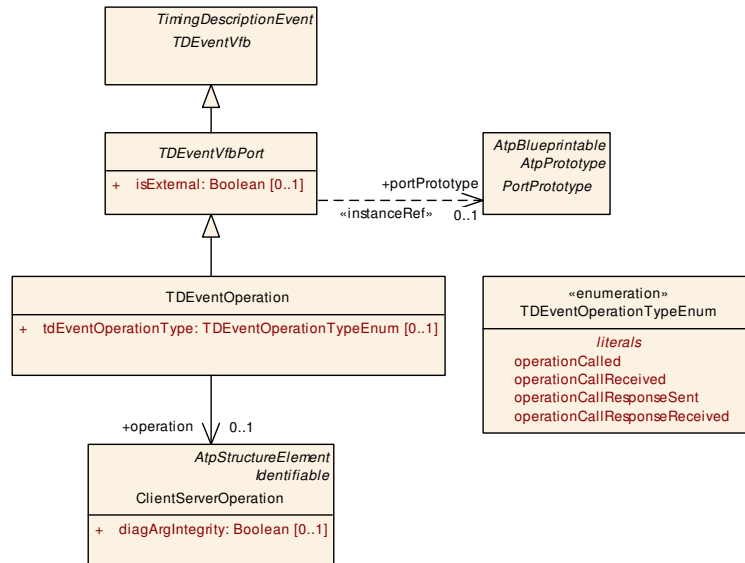 TimingDescriptionEvent
TDEventVfb
TDEventVfbPort
+ isExternal: Boolean [0..1]
AtpBlueprintable
AtpPrototype
PortPrototype
+portPrototype
«instanceRef» 0..1
TDEventOperation
+ tdEventOperationType: TDEventOperationTypeEnum [0..1]
«enumeration»
TDEventOperationTypeEnum
literals
operationCalled
operationCallReceived
operationCallResponseSent
operationCallResponseReceived
+operation 0..1
AtpStructureElement
Identifiable
ClientServerOperation
+ diagArgIntegrity: Boolean [0..1]